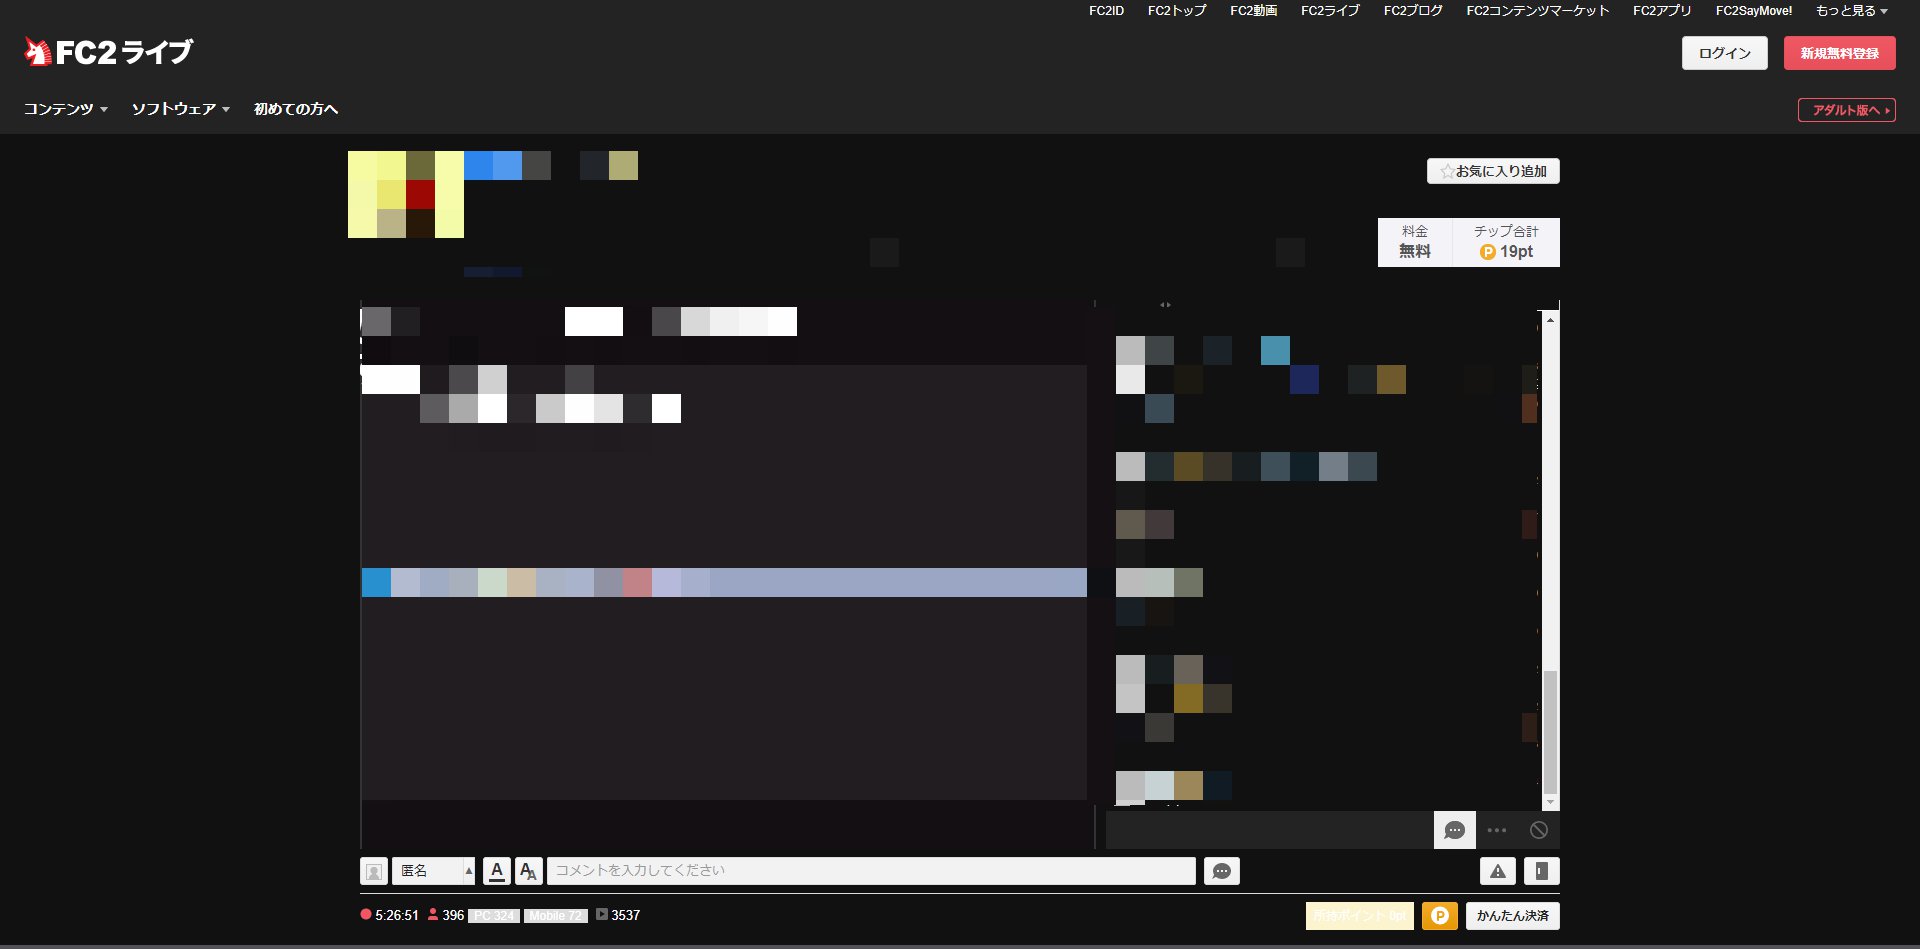 FC2ID FC2トップ FC2動画 FC2ライブ FC2ブログ FC2コンテンツマーケット FC2アプリ FC2SayMove! もっと見る
FC2ライブ
ログイン 新規無料登録
コンテンツ ソフトウェア 初めての方へ アダルト版へ
お気に入り追加
料金 チップ合計
無料 P 19pt
匿名 A AA コメントを入力してください
5:26:51 396 PC 324 Mobile 72 3537 所持ポイント 0pt P かんたん決済